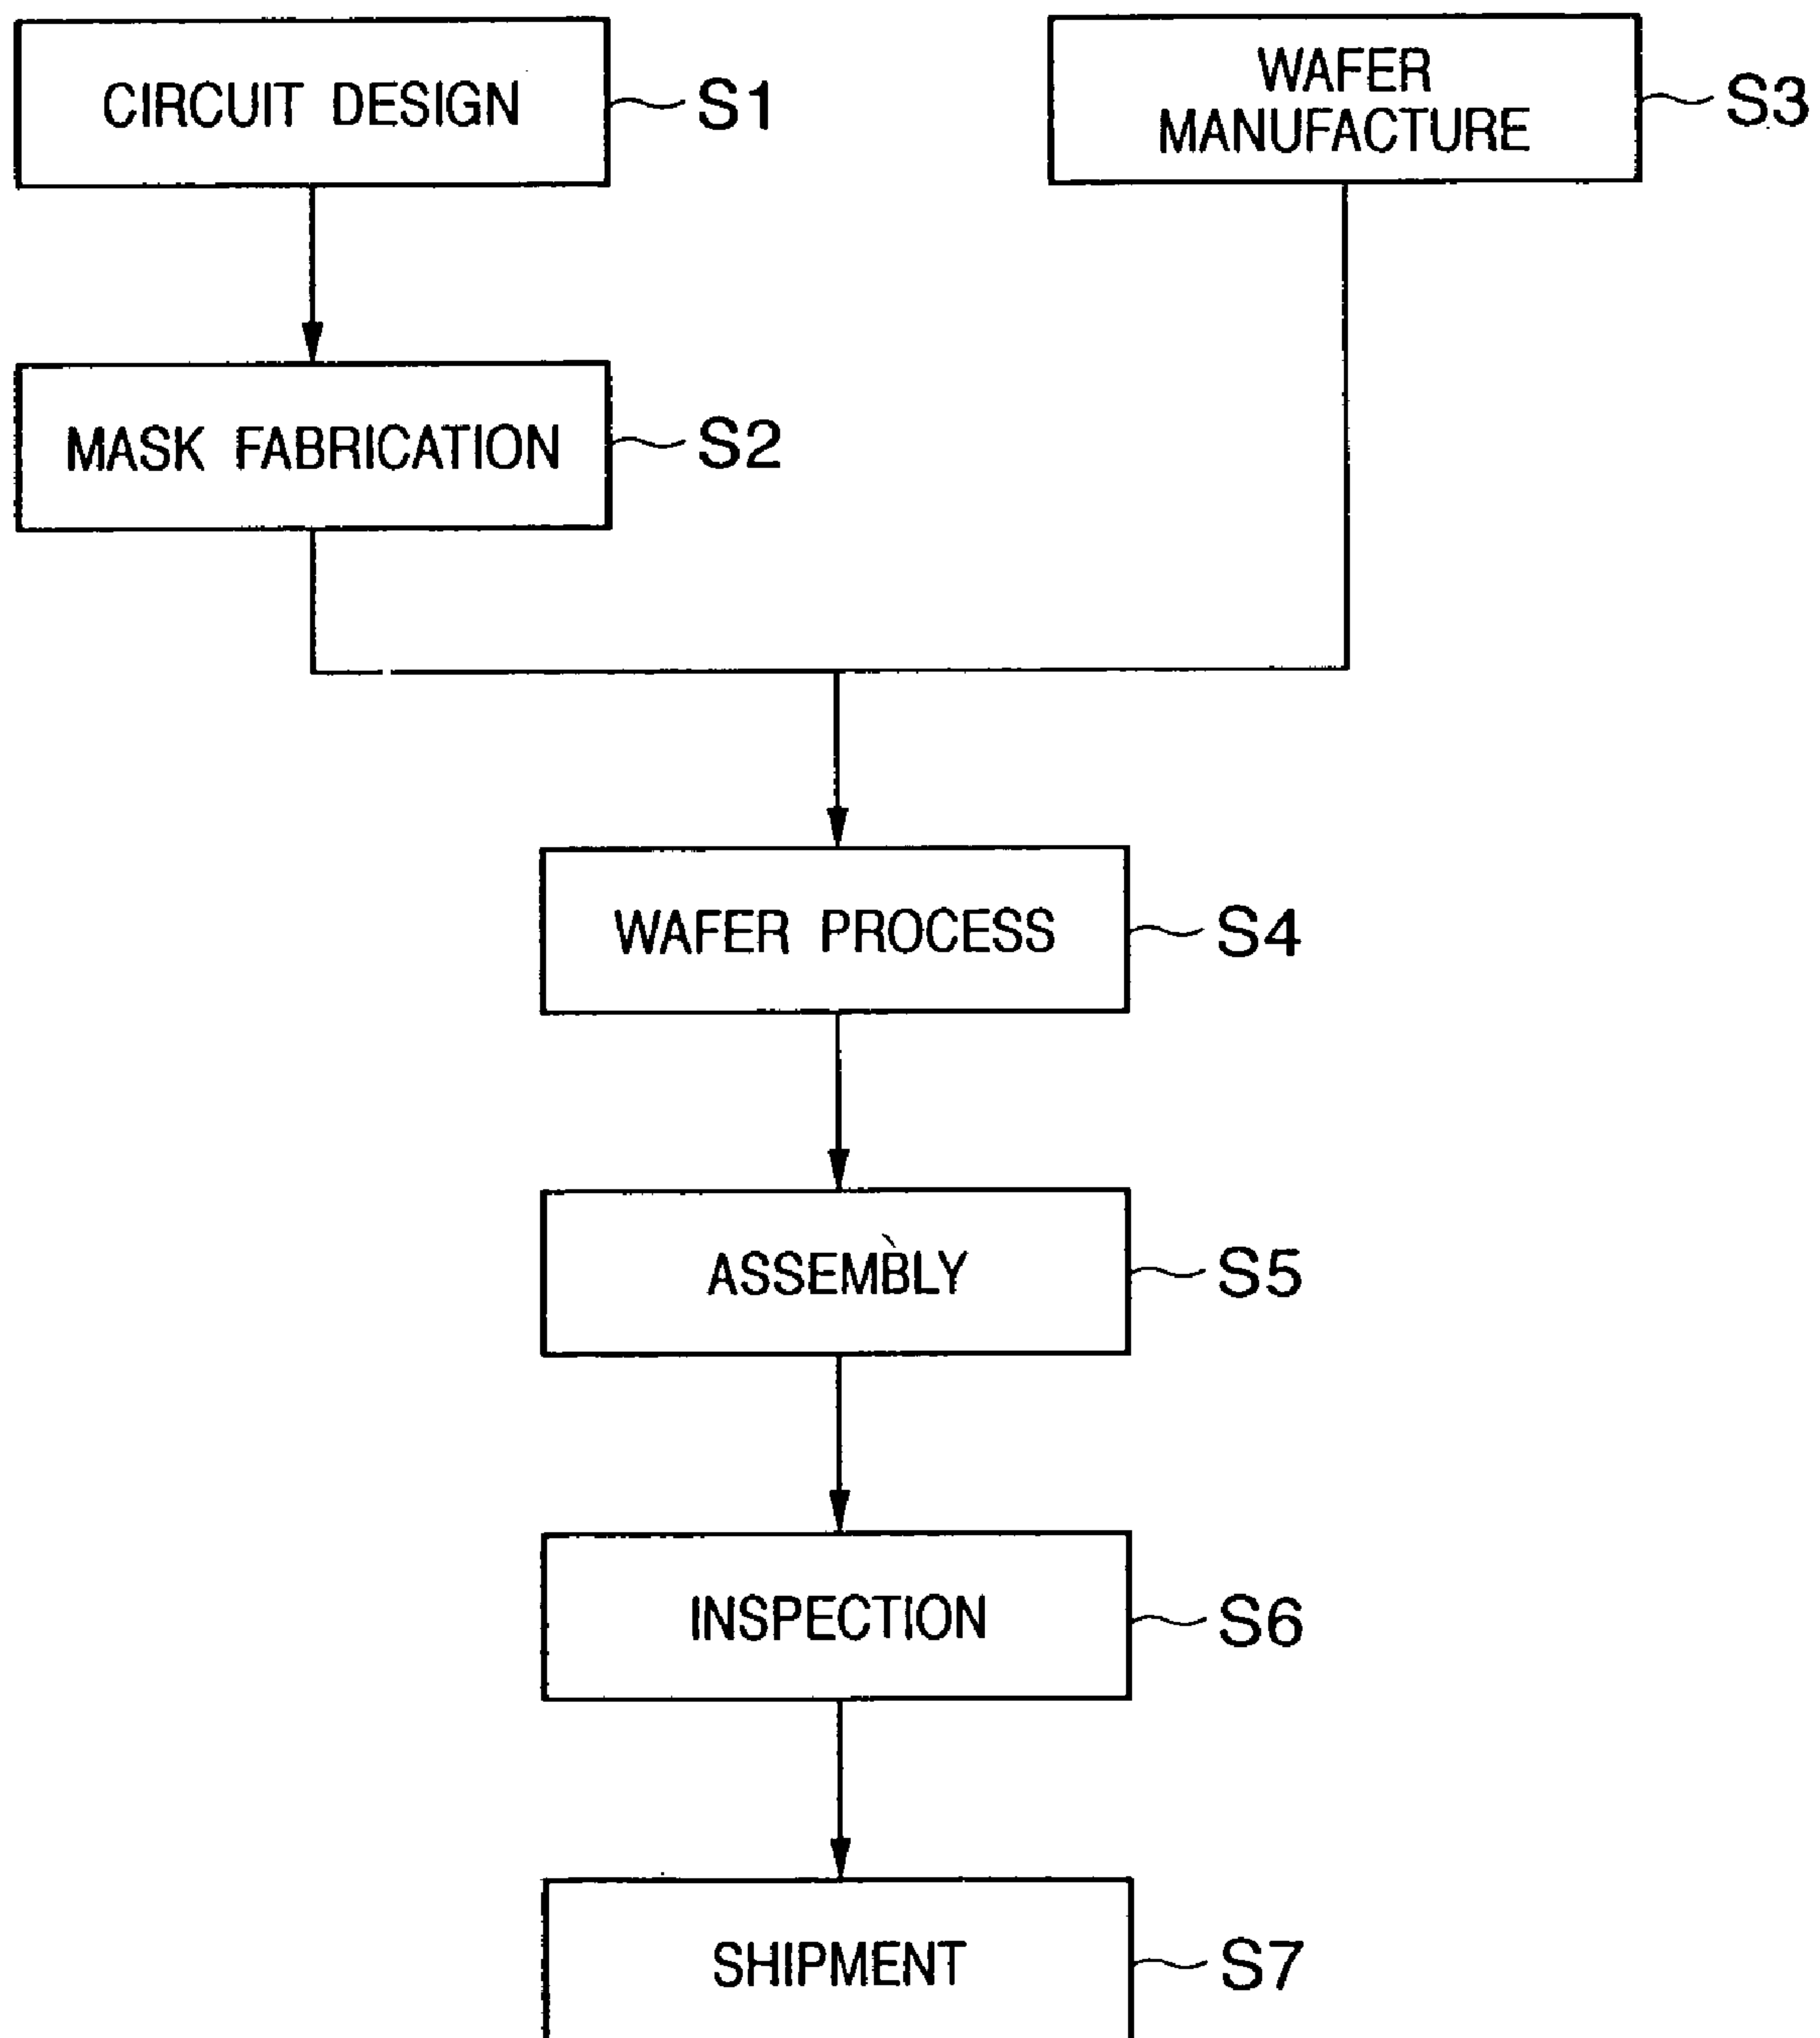 CIRCUIT DESIGN S1
WAFER
MANUFACTURE S3
MASK FABRICATION S2
WAFER PROCESS S4
ASSEMBLY S5
INSPECTION S6
SHIPMENT S7